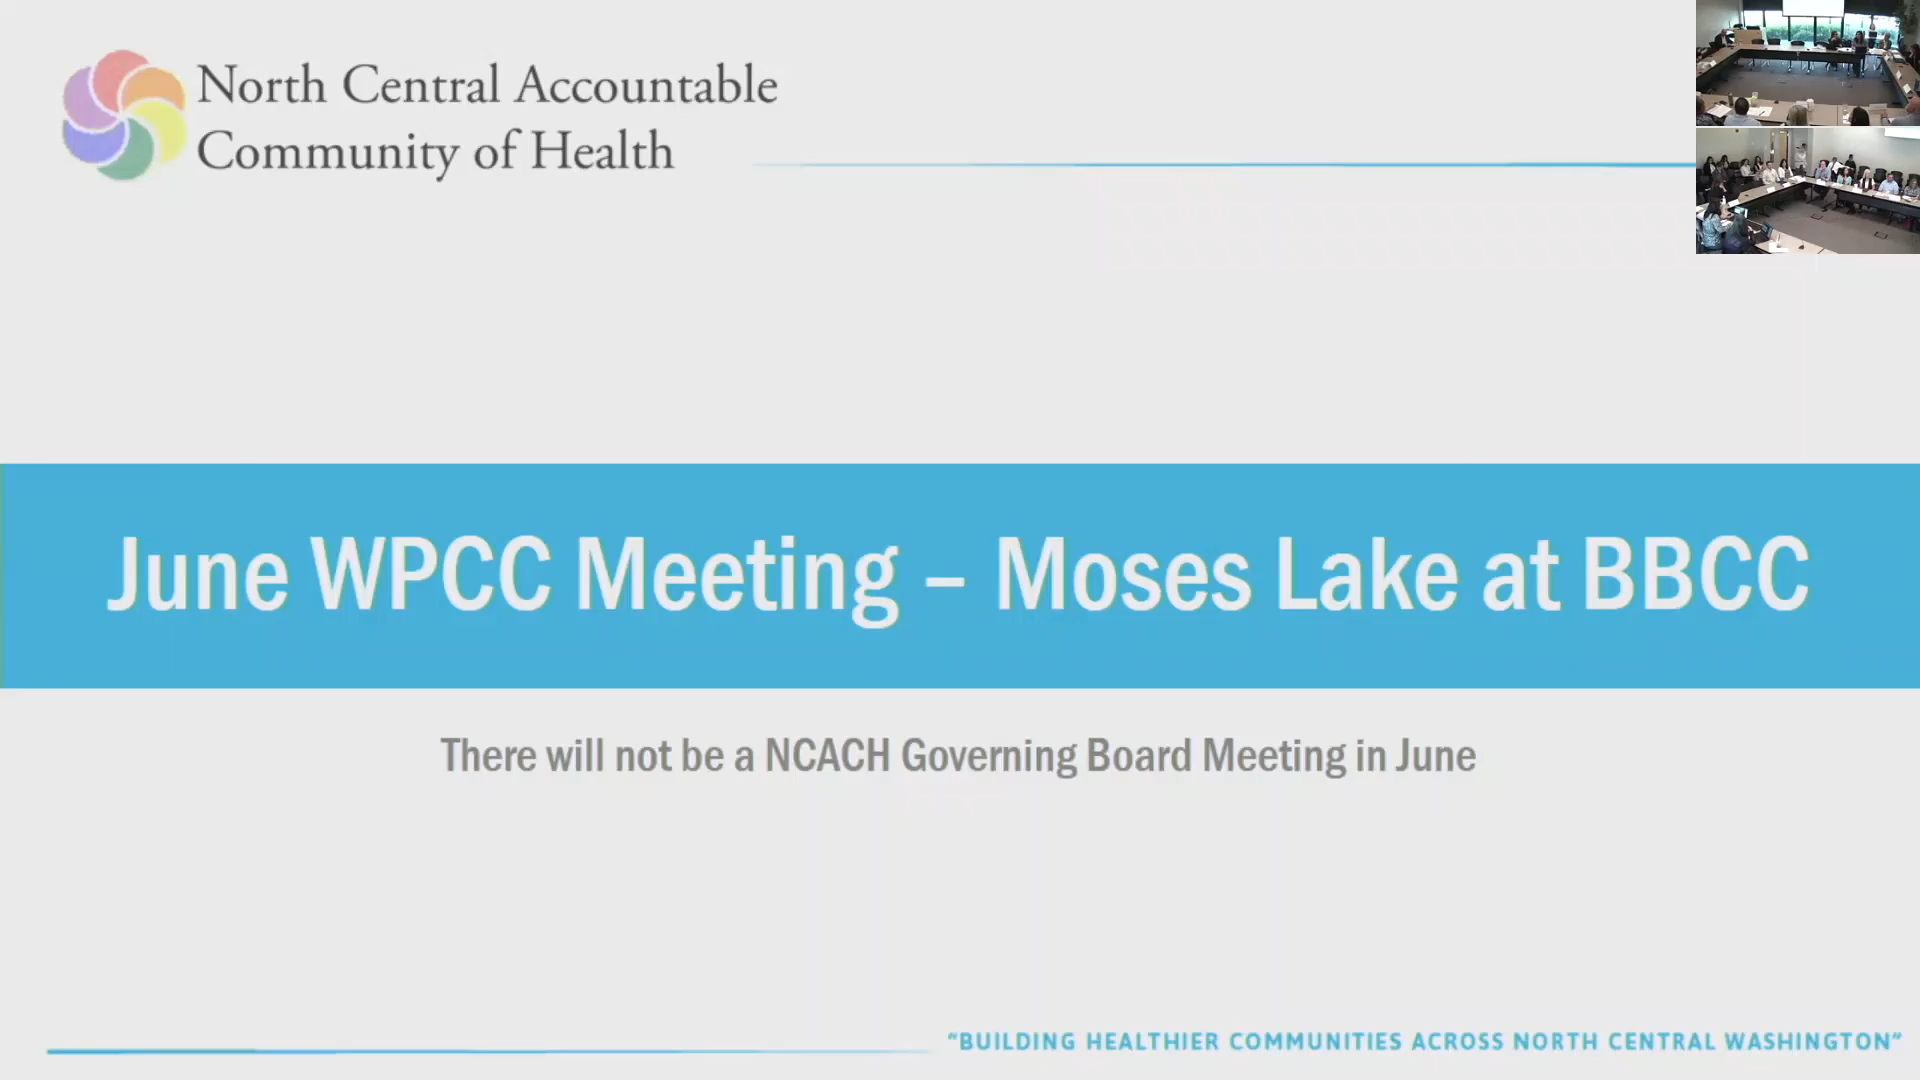 North Central Accountable
Community of Health
June WPCC Meeting – Moses Lake at BBCC
There will not be a NCACH Governing Board Meeting in June
“BUILDING HEALTHIER COMMUNITIES ACROSS NORTH CENTRAL WASHINGTON”